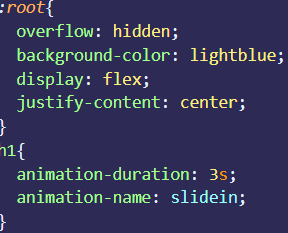 :root{
overflow: hidden;
background-color: lightblue;
display: flex;
justify-content: center;
}
h1{
animation-duration: 3s;
animation-name: slidein;
}